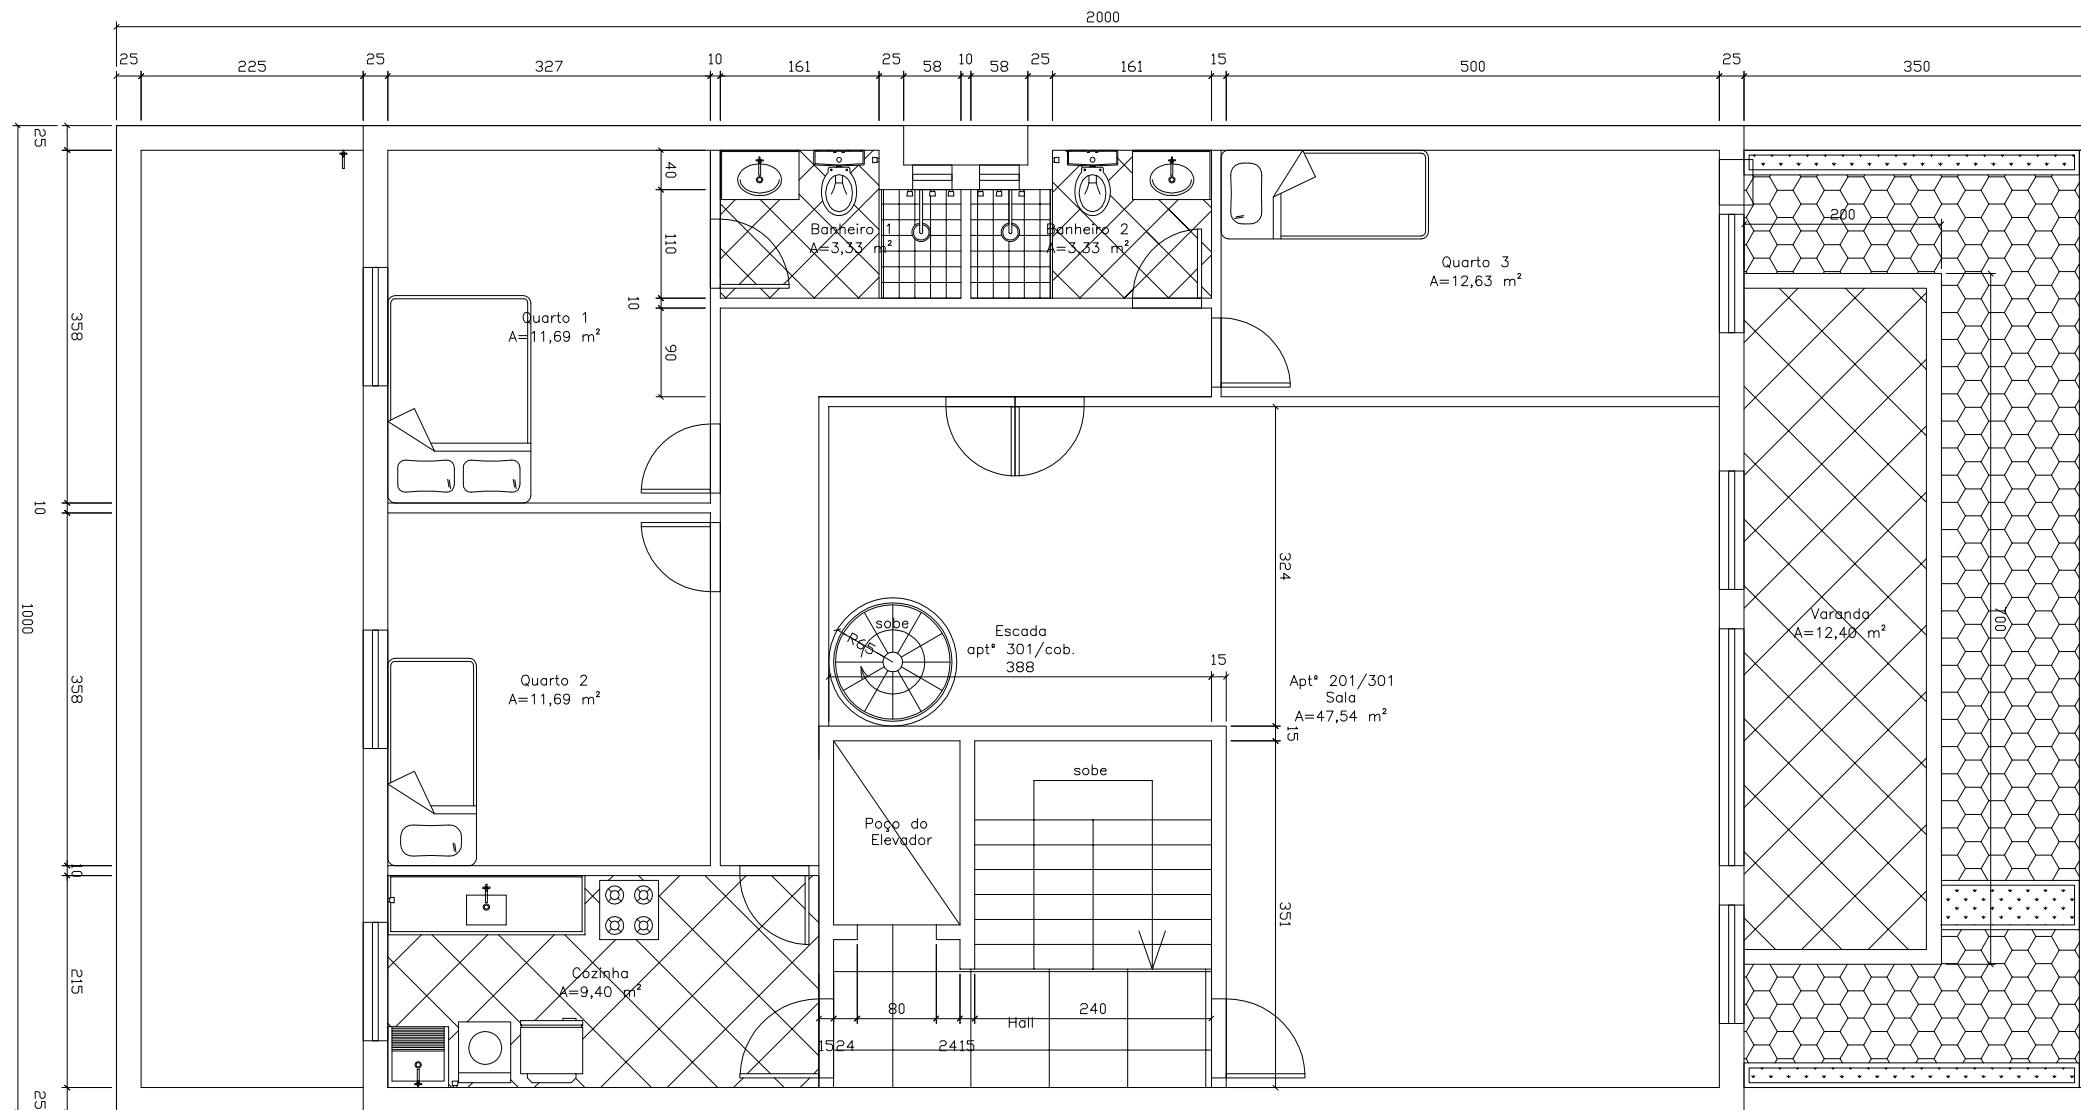 2000
25
225
25
327
10
161
25
58
10
58
25
161
15
500
25
350
25
358
10
358
10
215
25
1000
40
110
10
90
Banheiro 1
A=3,33 m²
Banheiro 2
A=3,33 m²
Quarto 3
A=12,63 m²
200
Quarto 1
A=11,69 m²
324
700
Varanda
A=12,40 m²
sobe
R65
Escada
aptº 301/cob.
388
15
Quarto 2
A=11,69 m²
Aptº 201/301
Sala
A=47,54 m²
15
sobe
Poço do
Elevador
351
Cozinha
A=9,40 m²
80
240
Hall
1524
2415